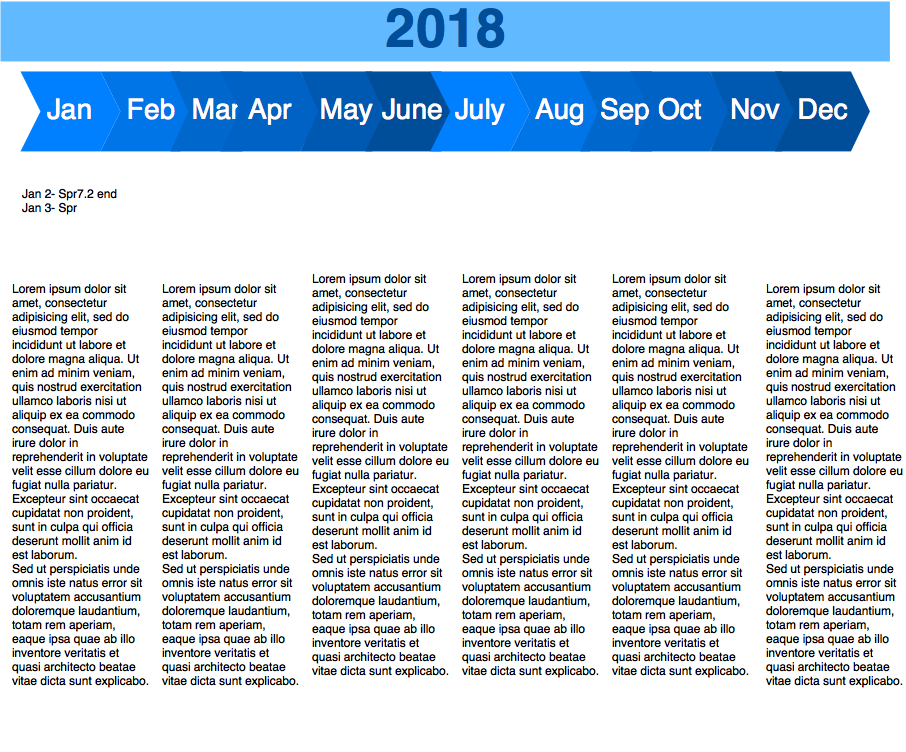 2018
Jan Feb Mar Apr May June July Aug Sep Oct Nov Dec
Jan 2- Spr7.2 end
Jan 3- Spr
Lorem ipsum dolor sit
amet, consectetur
adipisicing elit, sed do
eiusmod tempor
incididunt ut labore et
dolore magna aliqua. Ut
enim ad minim veniam,
quis nostrud exercitation
ullamco laboris nisi ut
aliquip ex ea commodo
consequat. Duis aute
irure dolor in
reprehenderit in voluptate
velit esse cillum dolore eu
fugiat nulla pariatur.
Excepteur sint occaecat
cupidatat non proident,
sunt in culpa qui officia
deserunt mollit anim id
est laborum.
Sed ut perspiciatis unde
omnis iste natus error sit
voluptatem accusantium
doloremque laudantium,
totam rem aperiam,
eaque ipsa quae ab illo
inventore veritatis et
quasi architecto beatae
vitae dicta sunt explicabo.
Lorem ipsum dolor sit
amet, consectetur
adipisicing elit, sed do
eiusmod tempor
incididunt ut labore et
dolore magna aliqua. Ut
enim ad minim veniam,
quis nostrud exercitation
ullamco laboris nisi ut
aliquip ex ea commodo
consequat. Duis aute
irure dolor in
reprehenderit in voluptate
velit esse cillum dolore eu
fugiat nulla pariatur.
Excepteur sint occaecat
cupidatat non proident,
sunt in culpa qui officia
deserunt mollit anim id
est laborum.
Sed ut perspiciatis unde
omnis iste natus error sit
voluptatem accusantium
doloremque laudantium,
totam rem aperiam,
eaque ipsa quae ab illo
inventore veritatis et
quasi architecto beatae
vitae dicta sunt explicabo.
Lorem ipsum dolor sit
amet, consectetur
adipisicing elit, sed do
eiusmod tempor
incididunt ut labore et
dolore magna aliqua. Ut
enim ad minim veniam,
quis nostrud exercitation
ullamco laboris nisi ut
aliquip ex ea commodo
consequat. Duis aute
irure dolor in
reprehenderit in voluptate
velit esse cillum dolore eu
fugiat nulla pariatur.
Excepteur sint occaecat
cupidatat non proident,
sunt in culpa qui officia
deserunt mollit anim id
est laborum.
Sed ut perspiciatis unde
omnis iste natus error sit
voluptatem accusantium
doloremque laudantium,
totam rem aperiam,
eaque ipsa quae ab illo
inventore veritatis et
quasi architecto beatae
vitae dicta sunt explicabo.
Lorem ipsum dolor sit
amet, consectetur
adipisicing elit, sed do
eiusmod tempor
incididunt ut labore et
dolore magna aliqua. Ut
enim ad minim veniam,
quis nostrud exercitation
ullamco laboris nisi ut
aliquip ex ea commodo
consequat. Duis aute
irure dolor in
reprehenderit in voluptate
velit esse cillum dolore eu
fugiat nulla pariatur.
Excepteur sint occaecat
cupidatat non proident,
sunt in culpa qui officia
deserunt mollit anim id
est laborum.
Sed ut perspiciatis unde
omnis iste natus error sit
voluptatem accusantium
doloremque laudantium,
totam rem aperiam,
eaque ipsa quae ab illo
inventore veritatis et
quasi architecto beatae
vitae dicta sunt explicabo.
Lorem ipsum dolor sit
amet, consectetur
adipisicing elit, sed do
eiusmod tempor
incididunt ut labore et
dolore magna aliqua. Ut
enim ad minim veniam,
quis nostrud exercitation
ullamco laboris nisi ut
aliquip ex ea commodo
consequat. Duis aute
irure dolor in
reprehenderit in voluptate
velit esse cillum dolore eu
fugiat nulla pariatur.
Excepteur sint occaecat
cupidatat non proident,
sunt in culpa qui officia
deserunt mollit anim id
est laborum.
Sed ut perspiciatis unde
omnis iste natus error sit
voluptatem accusantium
doloremque laudantium,
totam rem aperiam,
eaque ipsa quae ab illo
inventore veritatis et
quasi architecto beatae
vitae dicta sunt explicabo.
Lorem ipsum dolor sit
amet, consectetur
adipisicing elit, sed do
eiusmod tempor
incididunt ut labore et
dolore magna aliqua. Ut
enim ad minim veniam,
quis nostrud exercitation
ullamco laboris nisi ut
aliquip ex ea commodo
consequat. Duis aute
irure dolor in
reprehenderit in voluptate
velit esse cillum dolore eu
fugiat nulla pariatur.
Excepteur sint occaecat
cupidatat non proident,
sunt in culpa qui officia
deserunt mollit anim id
est laborum.
Sed ut perspiciatis unde
omnis iste natus error sit
voluptatem accusantium
doloremque laudantium,
totam rem aperiam,
eaque ipsa quae ab illo
inventore veritatis et
quasi architecto beatae
vitae dicta sunt explicabo.